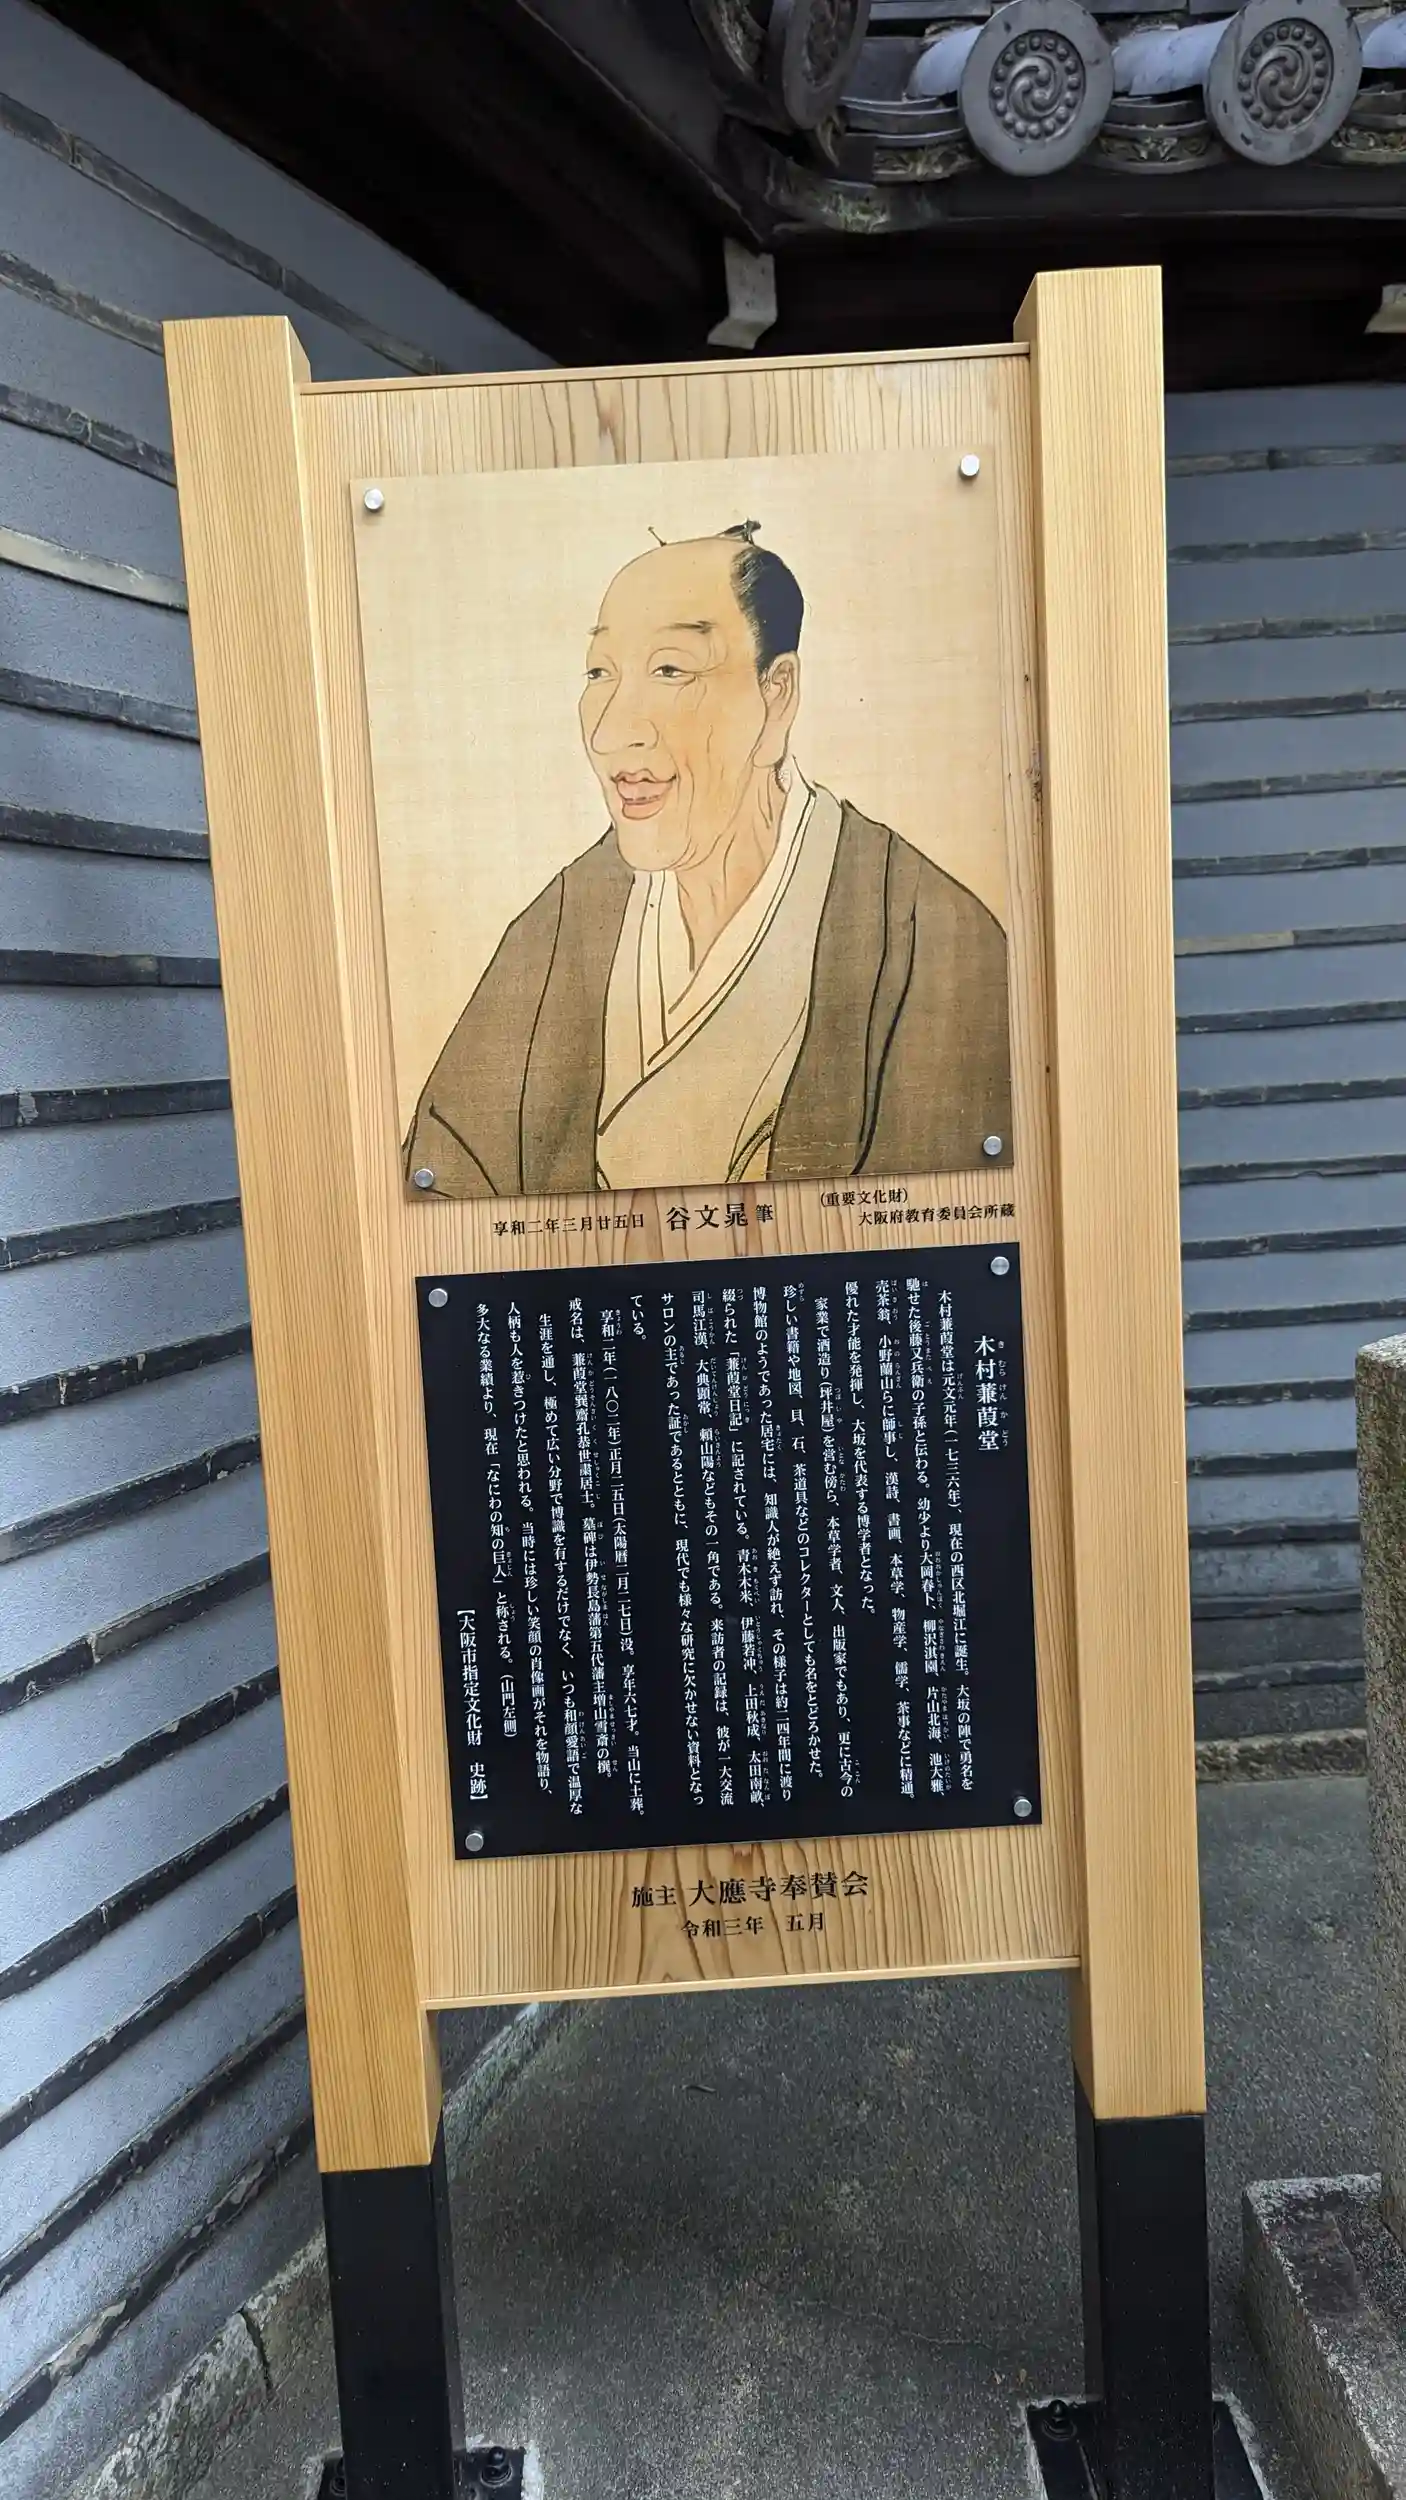 (重要文化財)
大阪府教育委員会所蔵
享和二年三月廿五日 谷文晁 筆
木村蒹葭堂
木村蒹葭堂は元文元年(一七三六年)、現在の西区北堀江に誕生。大坂の陣で勇名を
馳せた後藤又兵衛の子孫と伝わる。幼少より大岡春卜、柳沢淇園、片山北海、池大雅、
売茶翁、小野蘭山らに師事し、漢詩、書画、本草学、物産学、儒学、茶事などに精通。
優れた才能を発揮し、大坂を代表する博学者となった。
家業で酒造り(坪井屋)を営む傍ら、本草学者、文人、出版家でもあり、更に古今の
珍しい書籍や地図、貝、石、茶道具などのコレクターとしても名をとどろかせた。
博物館のようであった居宅には、知識人が絶えず訪れ、その様子は約二四年間に渡り
綴られた「蒹葭堂日記」に記されている。青木木米、伊藤若冲、上田秋成、太田南畝、
司馬江漢、大典顕常、頼山陽などもその一角である。来訪者の記録は、彼が一大交流
サロンの主であった証であるとともに、現代でも様々な研究に欠かせない資料となっ
ている。
享和二年(一八〇二年)正月二五日(太陽暦二月二七日)没。享年六七才。当山に土葬。
戒名は、蒹葭堂巽齋孔恭世粛居士。墓碑は伊勢長島藩第五代藩主増山雪斎の撰。
生涯を通し、極めて広い分野で博識を有するだけでなく、いつも和顔愛語で温厚な
人柄も人を惹きつけたと思われる。当時には珍しい笑顔の肖像画がそれを物語り、
多大なる業績より、現在「なにわの知の巨人」と称される。(山門左側)
【大阪市指定文化財 史跡】
施主 大應寺奉賛会
令和三年 五月